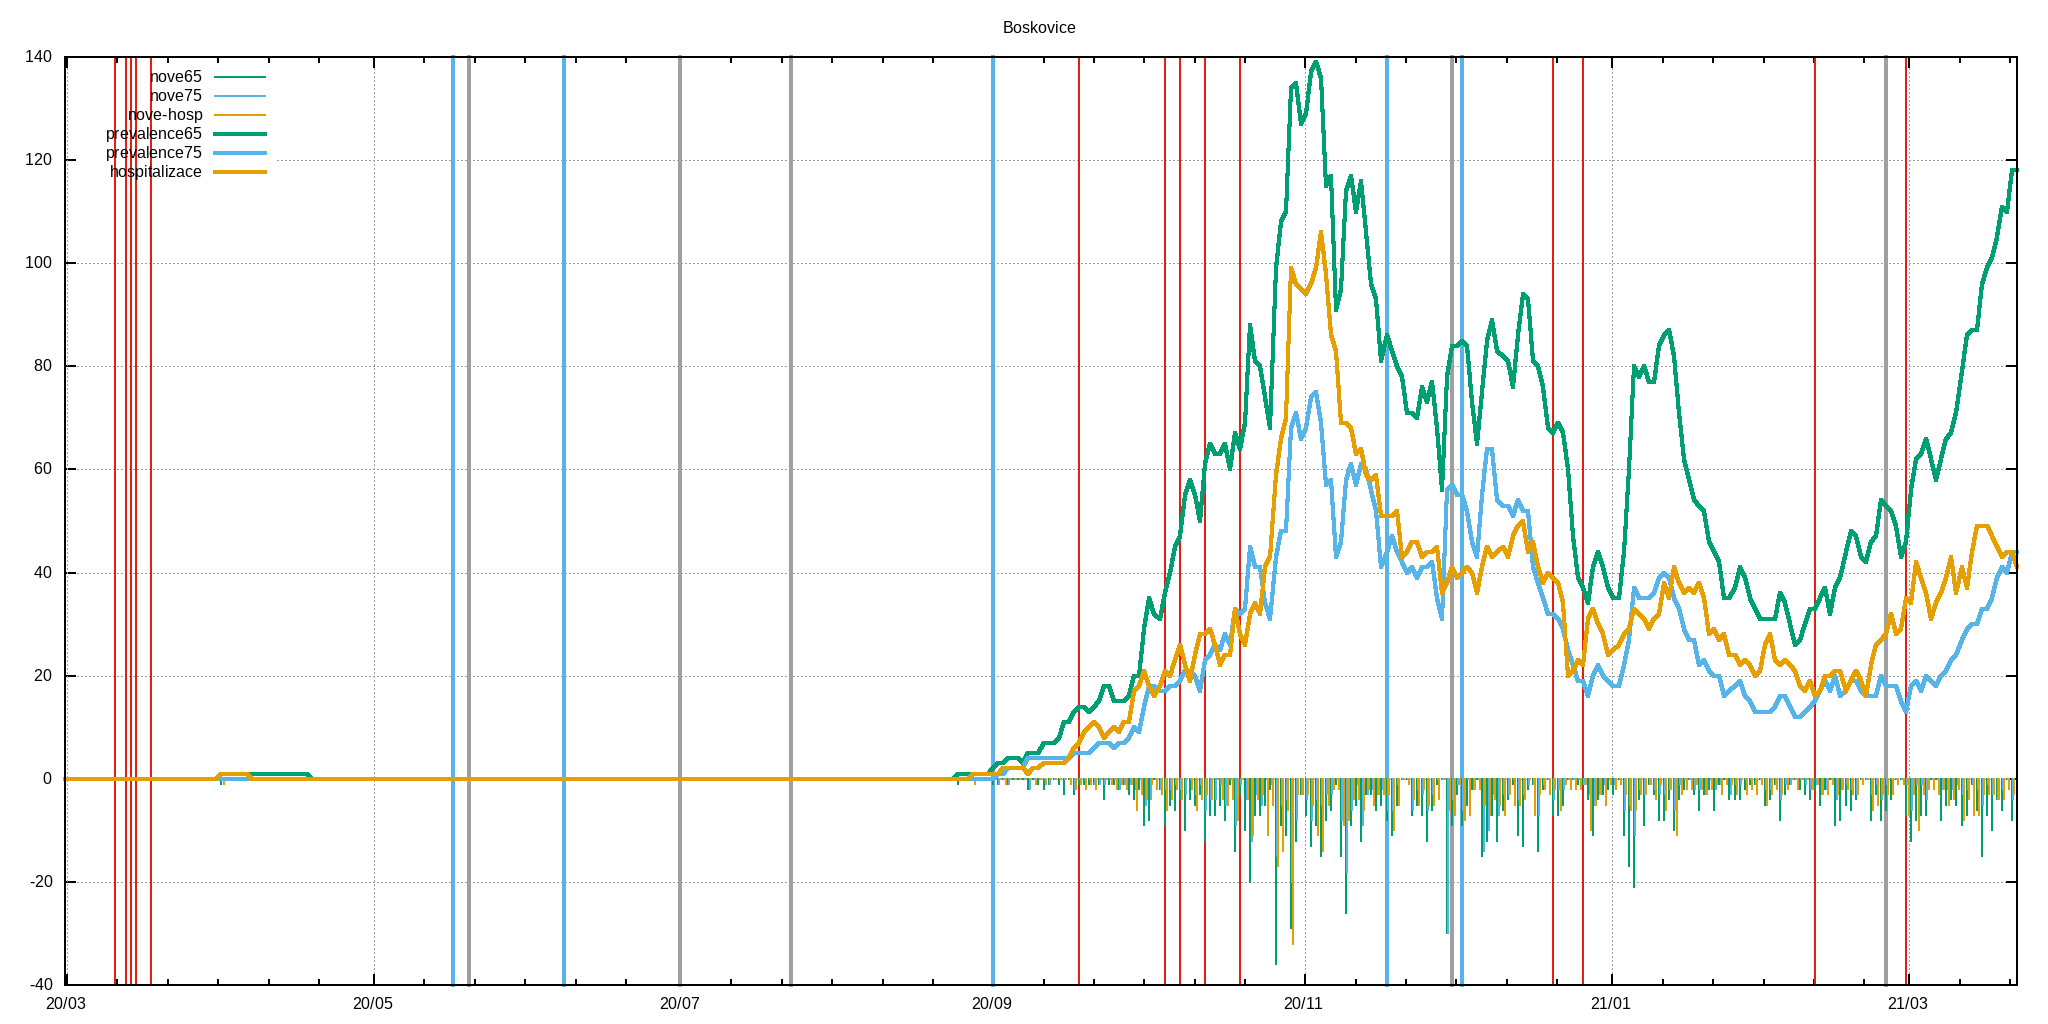 Boskovice
140
120
100
80
60
40
20
0
-20
-40
nove65
nove75
nove-hosp
prevalence65
prevalence75
hospitalizace
20/03 20/05 20/07 20/09 20/11 21/01 21/03